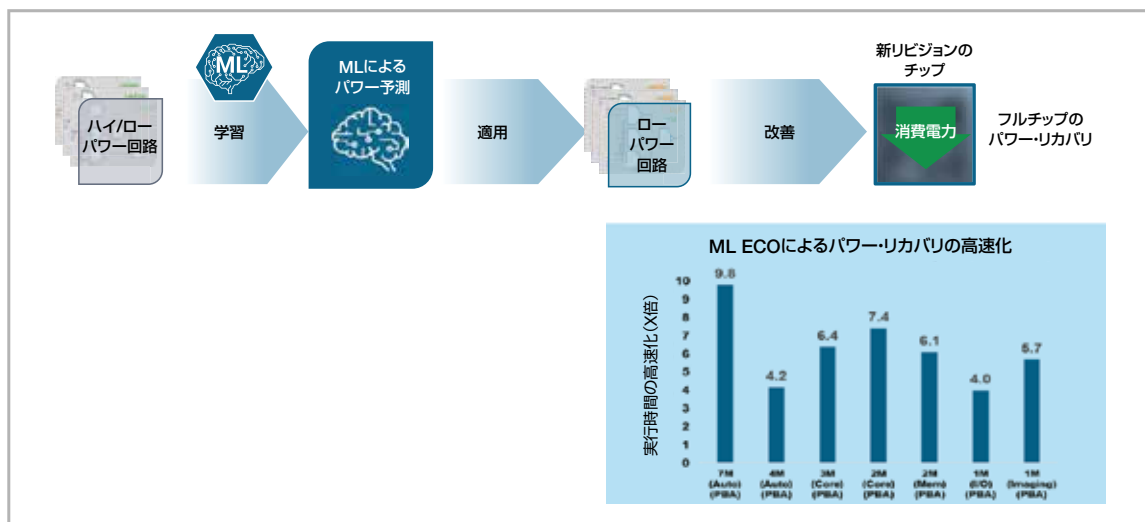 ハイ/ロー
パワー回路
ML
学習
MLによる
パワー予測
適用
ロー
パワー
回路
改善
新リビジョンの
チップ
消費電力
フルチップの
パワー・リカバリ
ML ECOによるパワー・リカバリの高速化
実行時間の高速化(X倍)
10
9
8
7
6
5
4
3
2
1
0
9.8
4.2
6.4
7.4
6.1
4.0
5.7
7M
(Auto)
(PBA)
4M
(Auto)
(PBA)
3M
(Core)
(PBA)
2M
(Core)
(PBA)
2M
(Mem)
(PBA)
1M
(I/O)
(PBA)
1M
(Imaging)
(PBA)